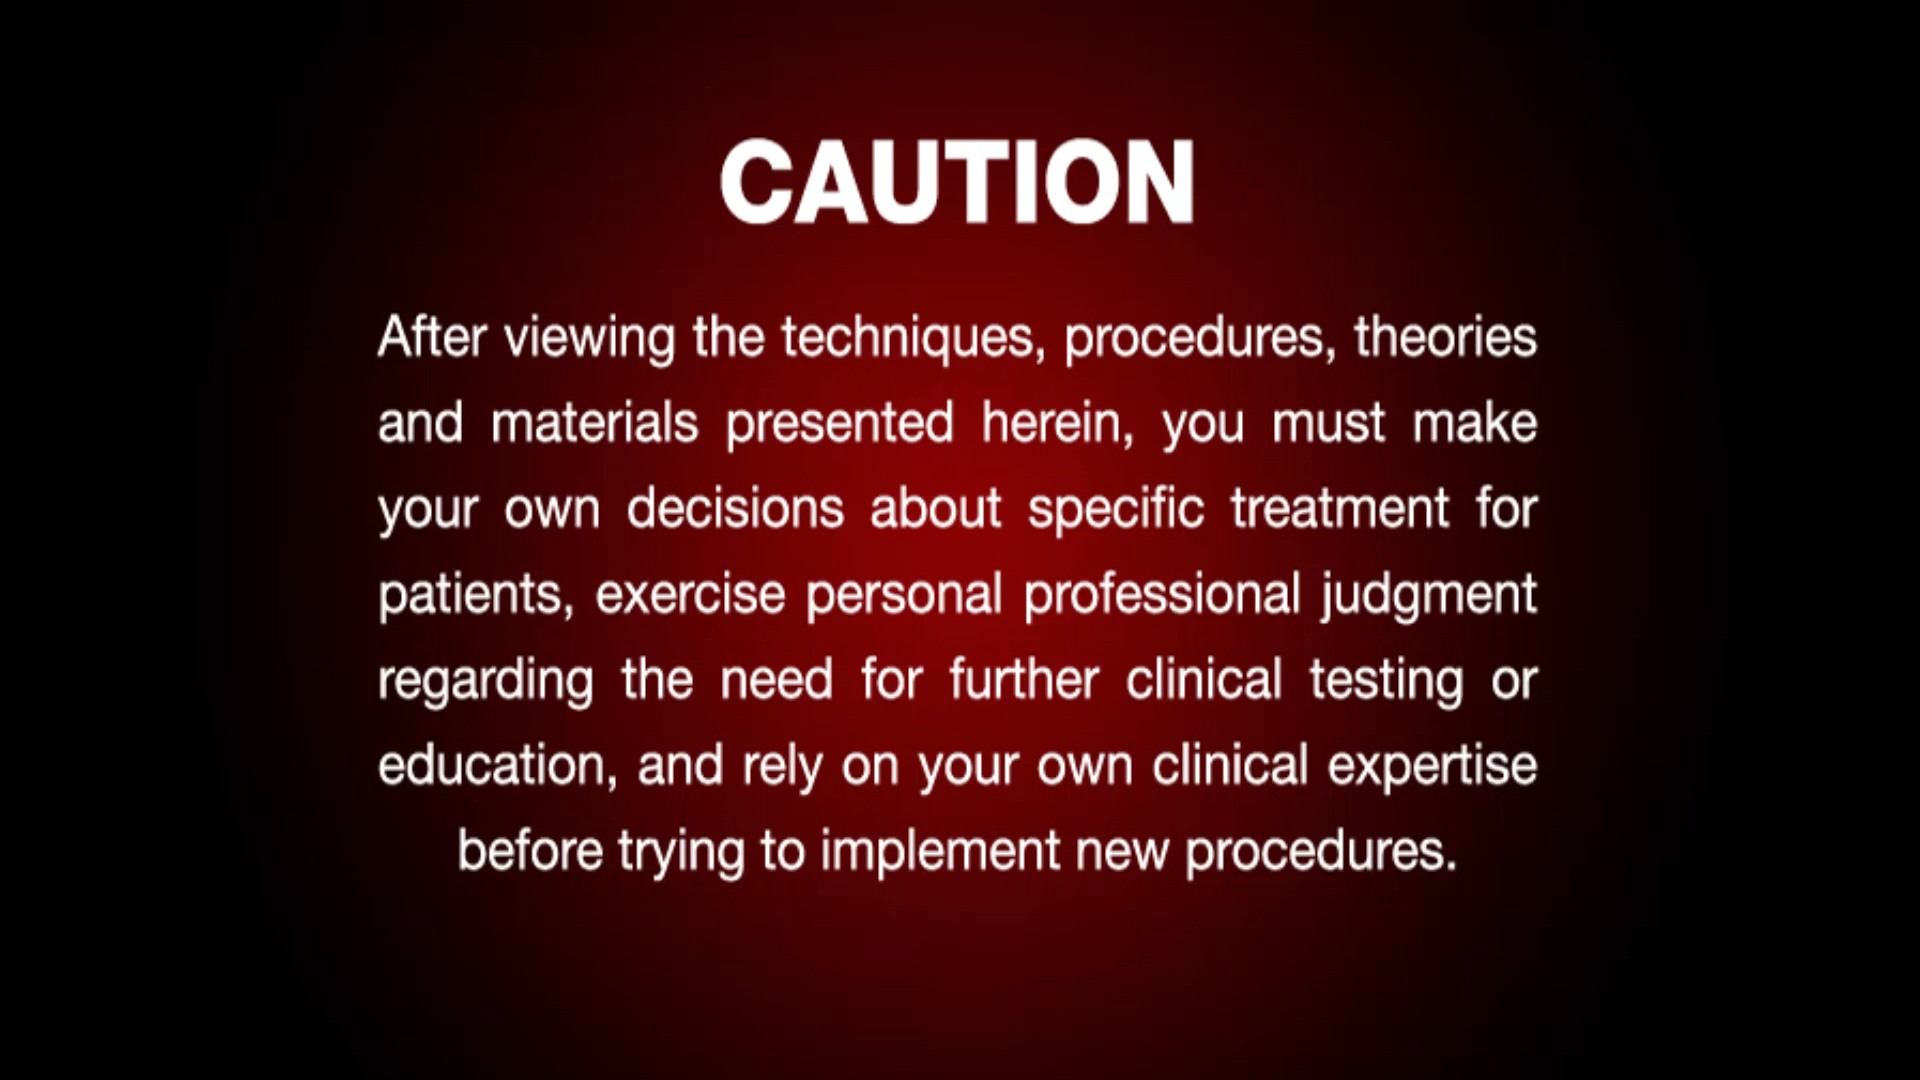 CAUTION
After viewing the techniques, procedures, theories
and materials presented herein, you must make
your own decisions about specific treatment for
patients, exercise personal professional judgment
regarding the need for further clinical testing or
education, and rely on your own clinical expertise
before trying to implement new procedures.